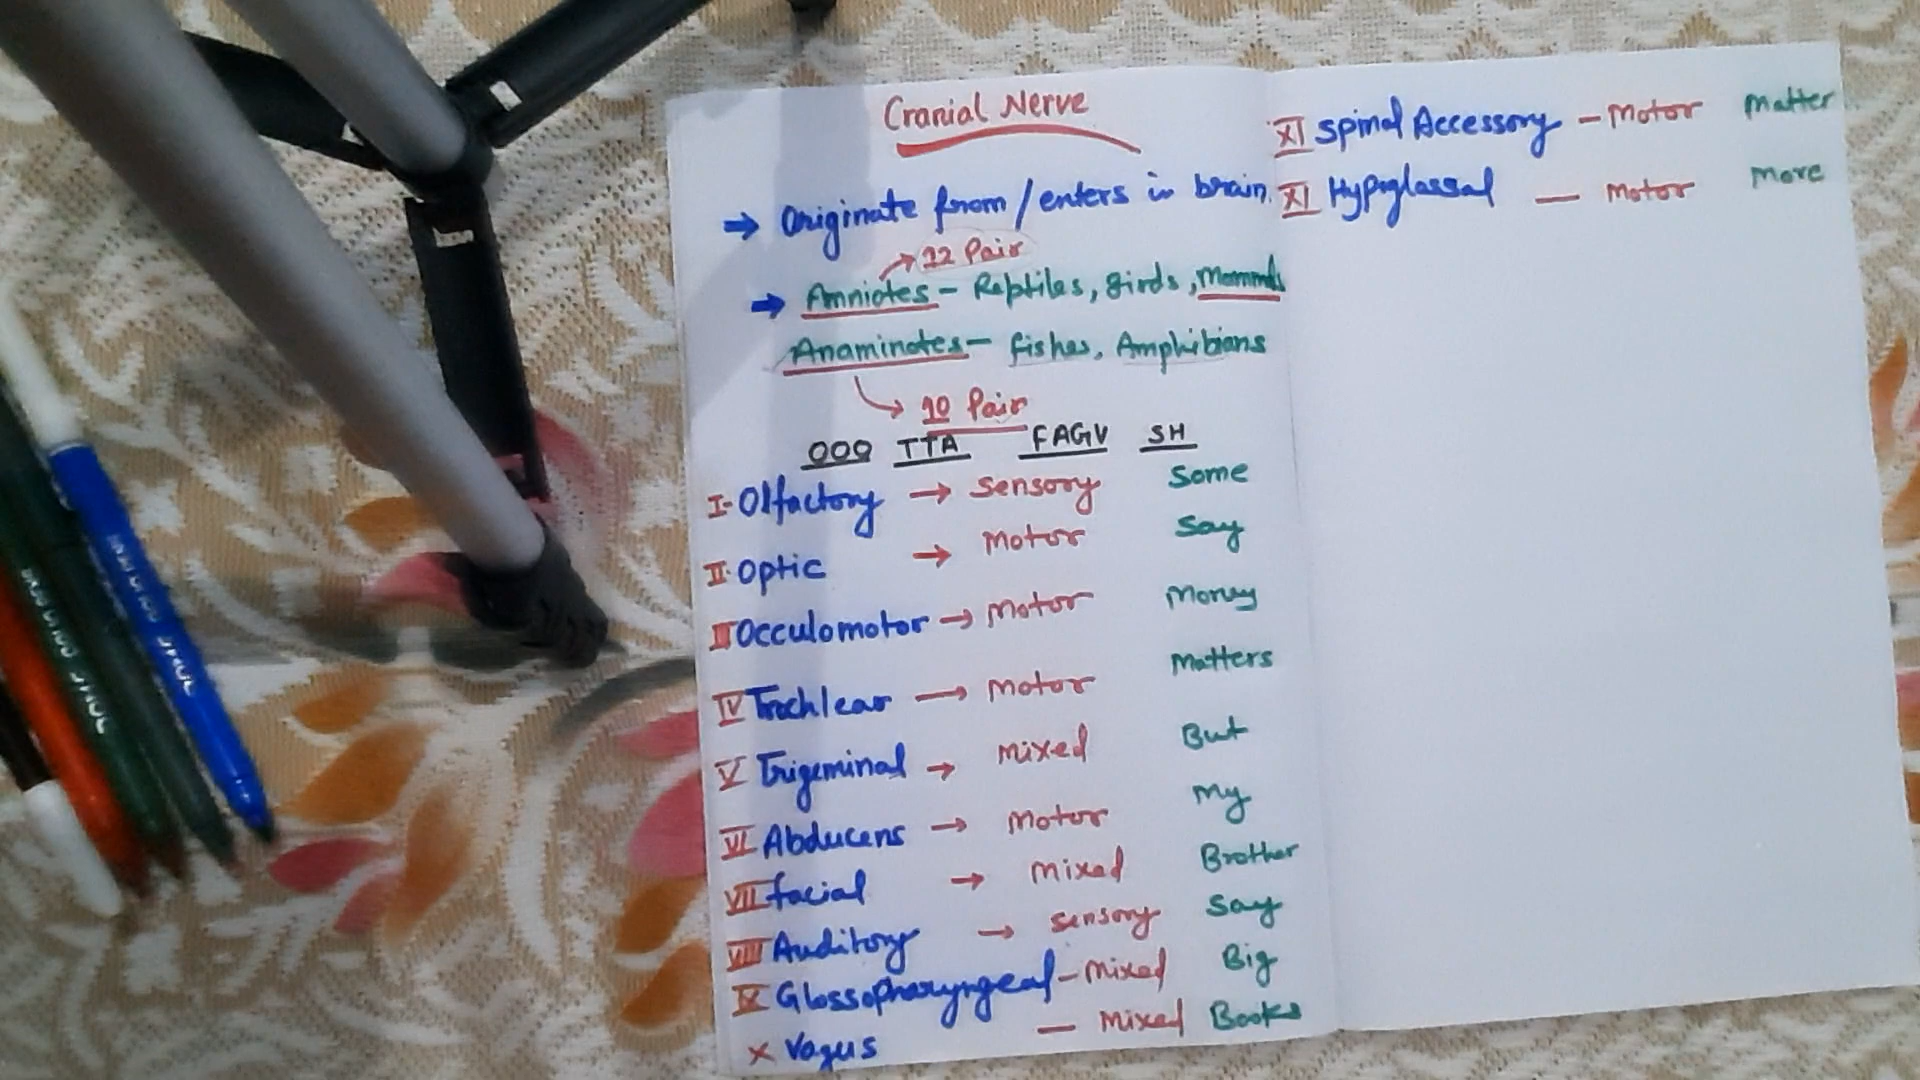 Cranial Nerve
→ Originate from / enters in brain.
12 Pair
→ Amniotes - Reptiles, Birds, Mammals
Anaminotes - fishes, Amphibians
10 Pair
OOO TTA FAGV SH
I- Olfactory → Sensory Some
II. Optic → Motor Say
III Occulomotor → Motor Money
IV Trochlear → Motor Matters
V Trigeminal → Mixed But
VI Abducens → Motor My
VII facial → Mixed Brother
VIII Auditory → Sensory Say
IX Glossopharyngeal - Mixed Big
X Vagus - Mixed Books
XI Spinal Accessory - Motor Matter
XI Hypoglassal - Motor More